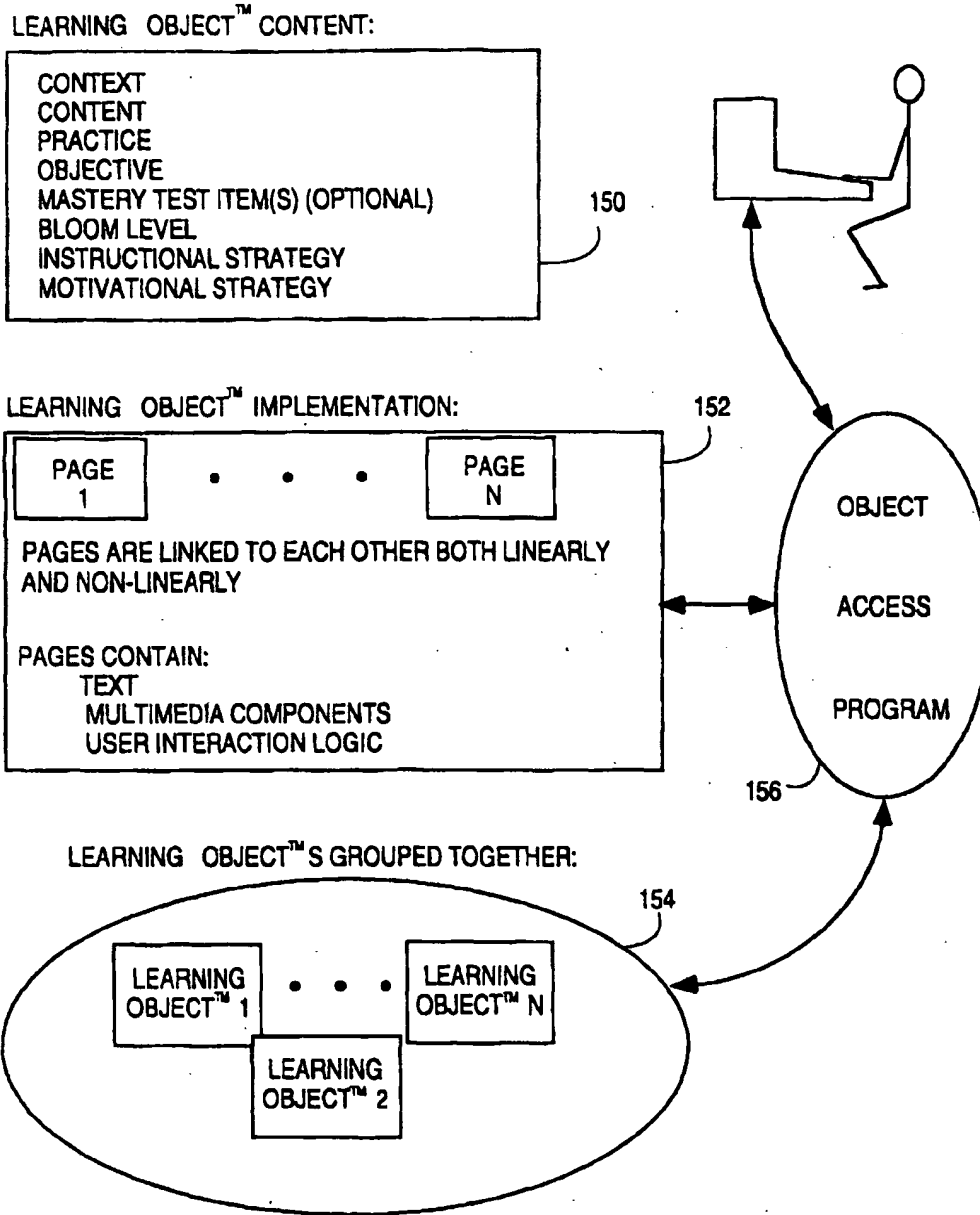 LEARNING OBJECT™ CONTENT:
CONTEXT
CONTENT
PRACTICE
OBJECTIVE
MASTERY TEST ITEM(S) (OPTIONAL)
BLOOM LEVEL
INSTRUCTIONAL STRATEGY
MOTIVATIONAL STRATEGY
150
LEARNING OBJECT™ IMPLEMENTATION:
152
PAGE
1
PAGE
N
PAGES ARE LINKED TO EACH OTHER BOTH LINEARLY
AND NON-LINEARLY
PAGES CONTAIN:
TEXT
MULTIMEDIA COMPONENTS
USER INTERACTION LOGIC
OBJECT
ACCESS
PROGRAM
156
LEARNING OBJECT™S GROUPED TOGETHER:
154
LEARNING
OBJECT™ 1
LEARNING
OBJECT™ N
LEARNING
OBJECT™ 2